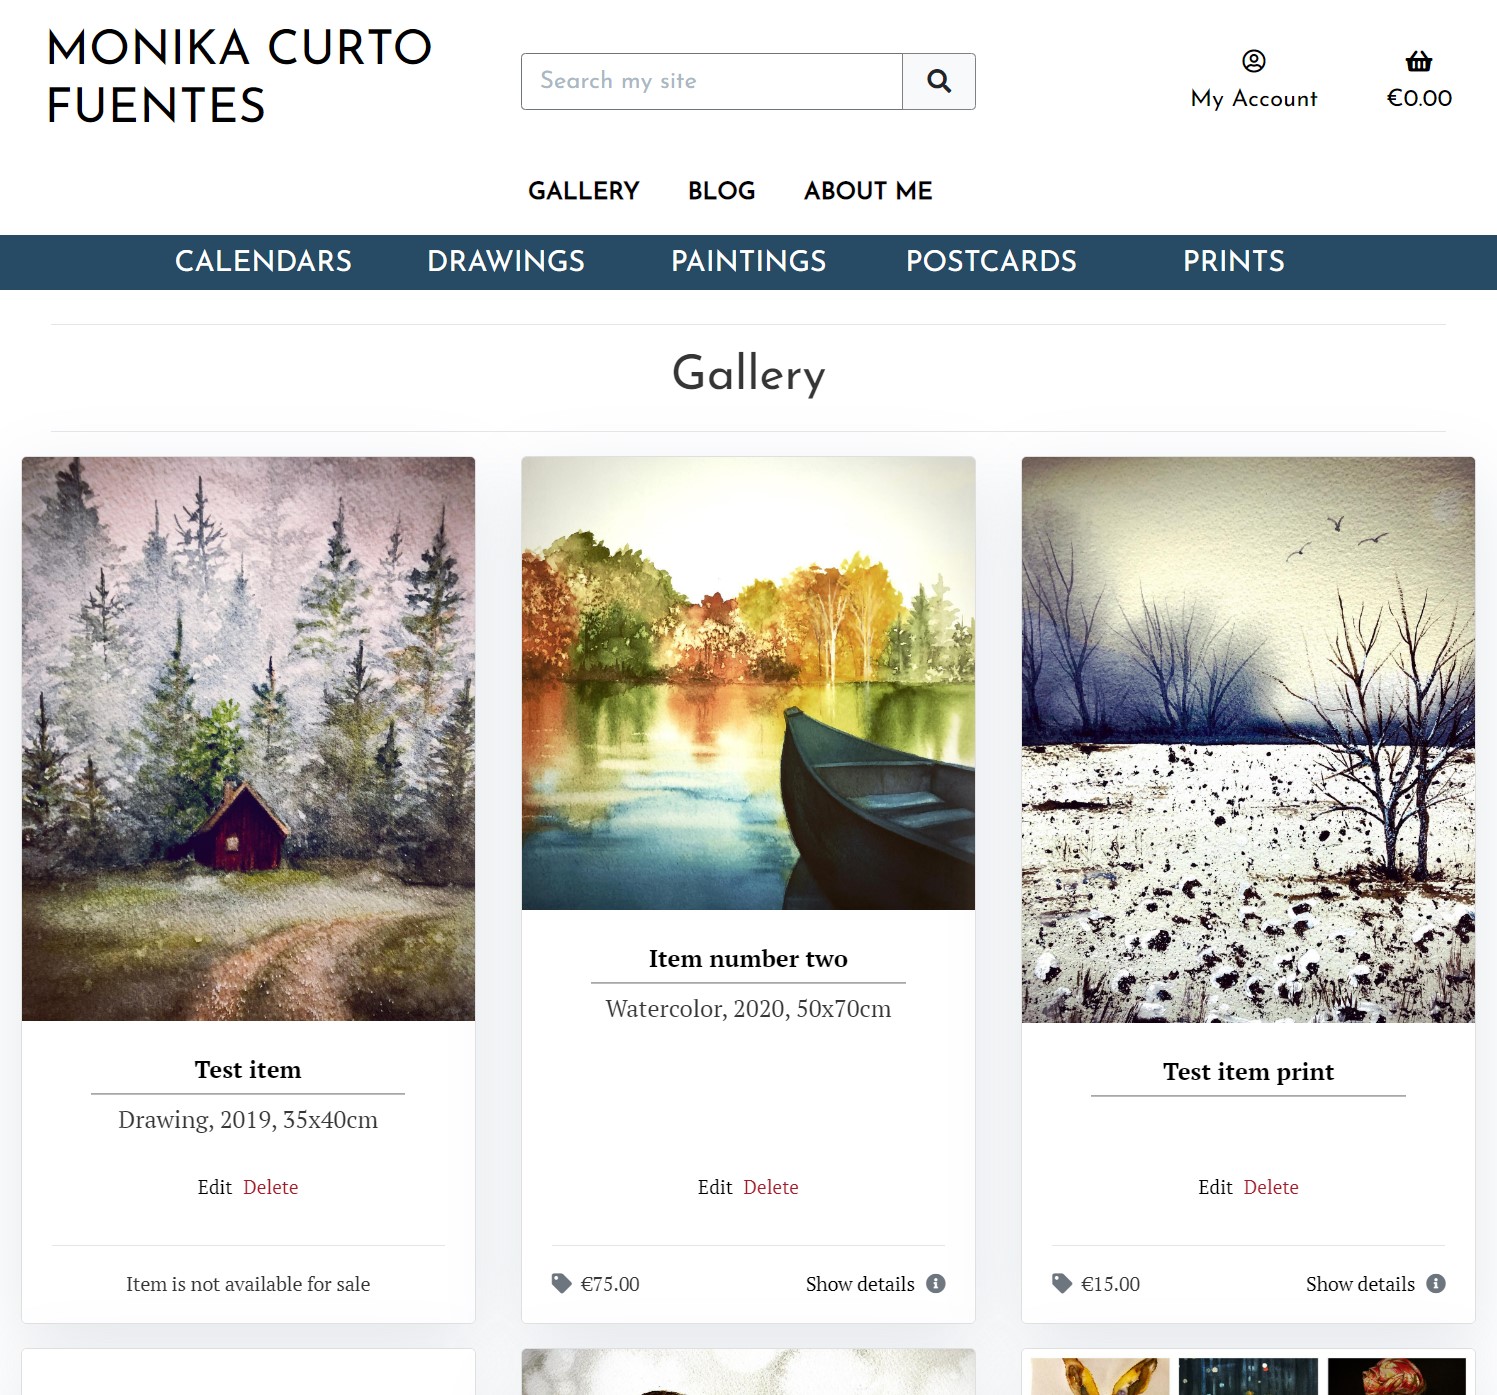 MONIKA CURTO
FUENTES
Search my site
My Account
€0.00
GALLERY BLOG ABOUT ME
CALENDARS DRAWINGS PAINTINGS POSTCARDS PRINTS
Gallery
Test item
Drawing, 2019, 35x40cm
Edit Delete
Item is not available for sale
Item number two
Watercolor, 2020, 50x70cm
Edit Delete
€75.00 Show details
Test item print
Edit Delete
€15.00 Show details